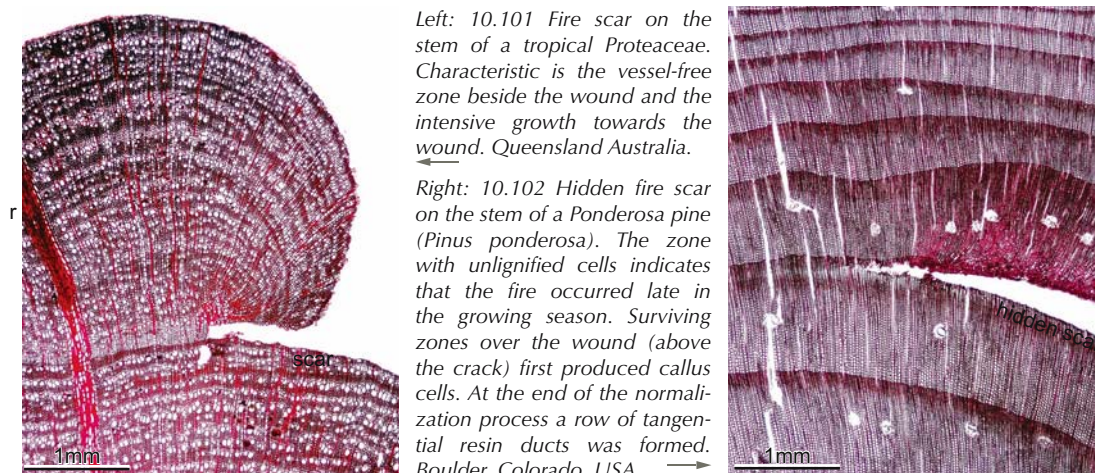 Left: 10.101 Fire scar on the
stem of a tropical Proteaceae.
Characteristic is the vessel-free
zone beside the wound and the
intensive growth towards the
wound. Queensland Australia.
Right: 10.102 Hidden fire scar
on the stem of a Ponderosa pine
(Pinus ponderosa). The zone
with unlignified cells indicates
that the fire occurred late in
the growing season. Surviving
zones over the wound (above
the crack) first produced callus
cells. At the end of the normali-
zation process a row of tangen-
tial resin ducts was formed.
Boulder, Colorado, USA.
r
scar
1mm
hidden scar
1mm